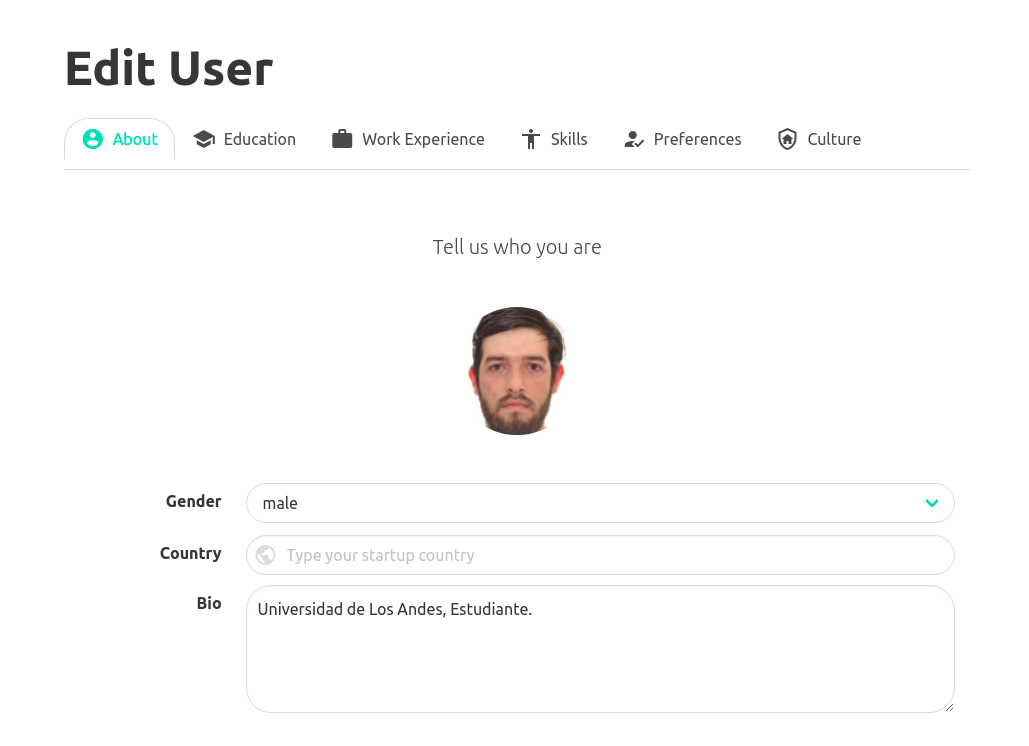 Edit User
About
Education
Work Experience
Skills
Preferences
Culture
Tell us who you are
Gender
male
Country
Type your startup country
Bio
Universidad de Los Andes, Estudiante.